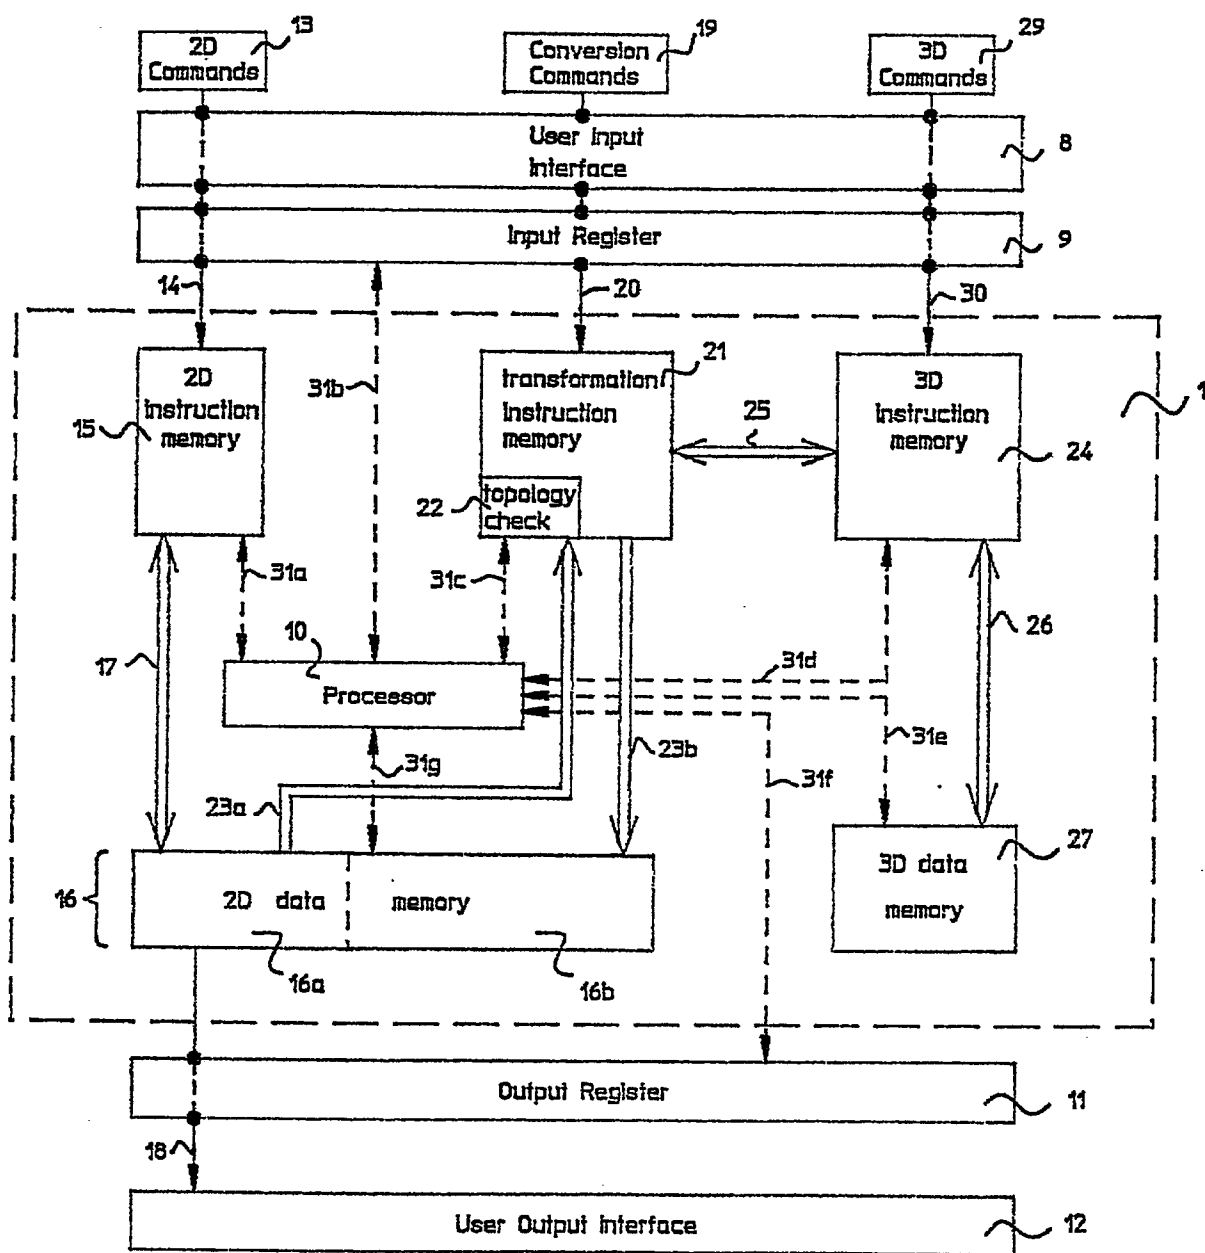 13
19
29
2D
Commands
Conversion
Commands
3D
Commands
User Input
Interface
8
Input Register
9
14
20
30
2D
instruction
memory
15
31b
transformation
instruction
memory
21
topology
check
22
25
3D
instruction
memory
24
1
31a
31c
17
10
Processor
31d
26
31e
31g
23b
31f
23a
16
2D data
memory
16a
16b
3D data
memory
27
Output Register
11
18
User Output Interface
12